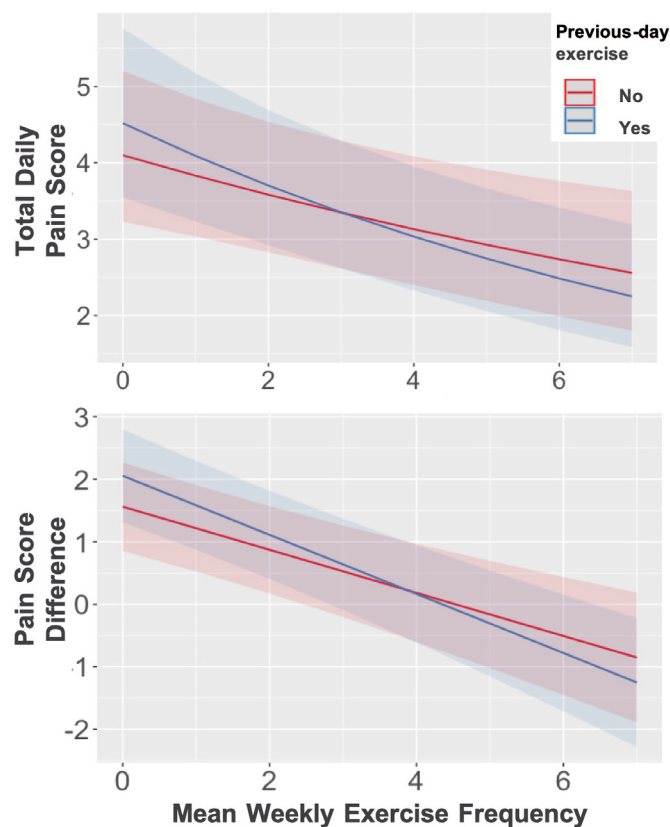 Previous-day
exercise
No
Yes
Total Daily
Pain Score
5
4
3
2
0
2
4
6
Pain Score
Difference
3
2
1
0
-1
-2
0
2
4
6
Mean Weekly Exercise Frequency